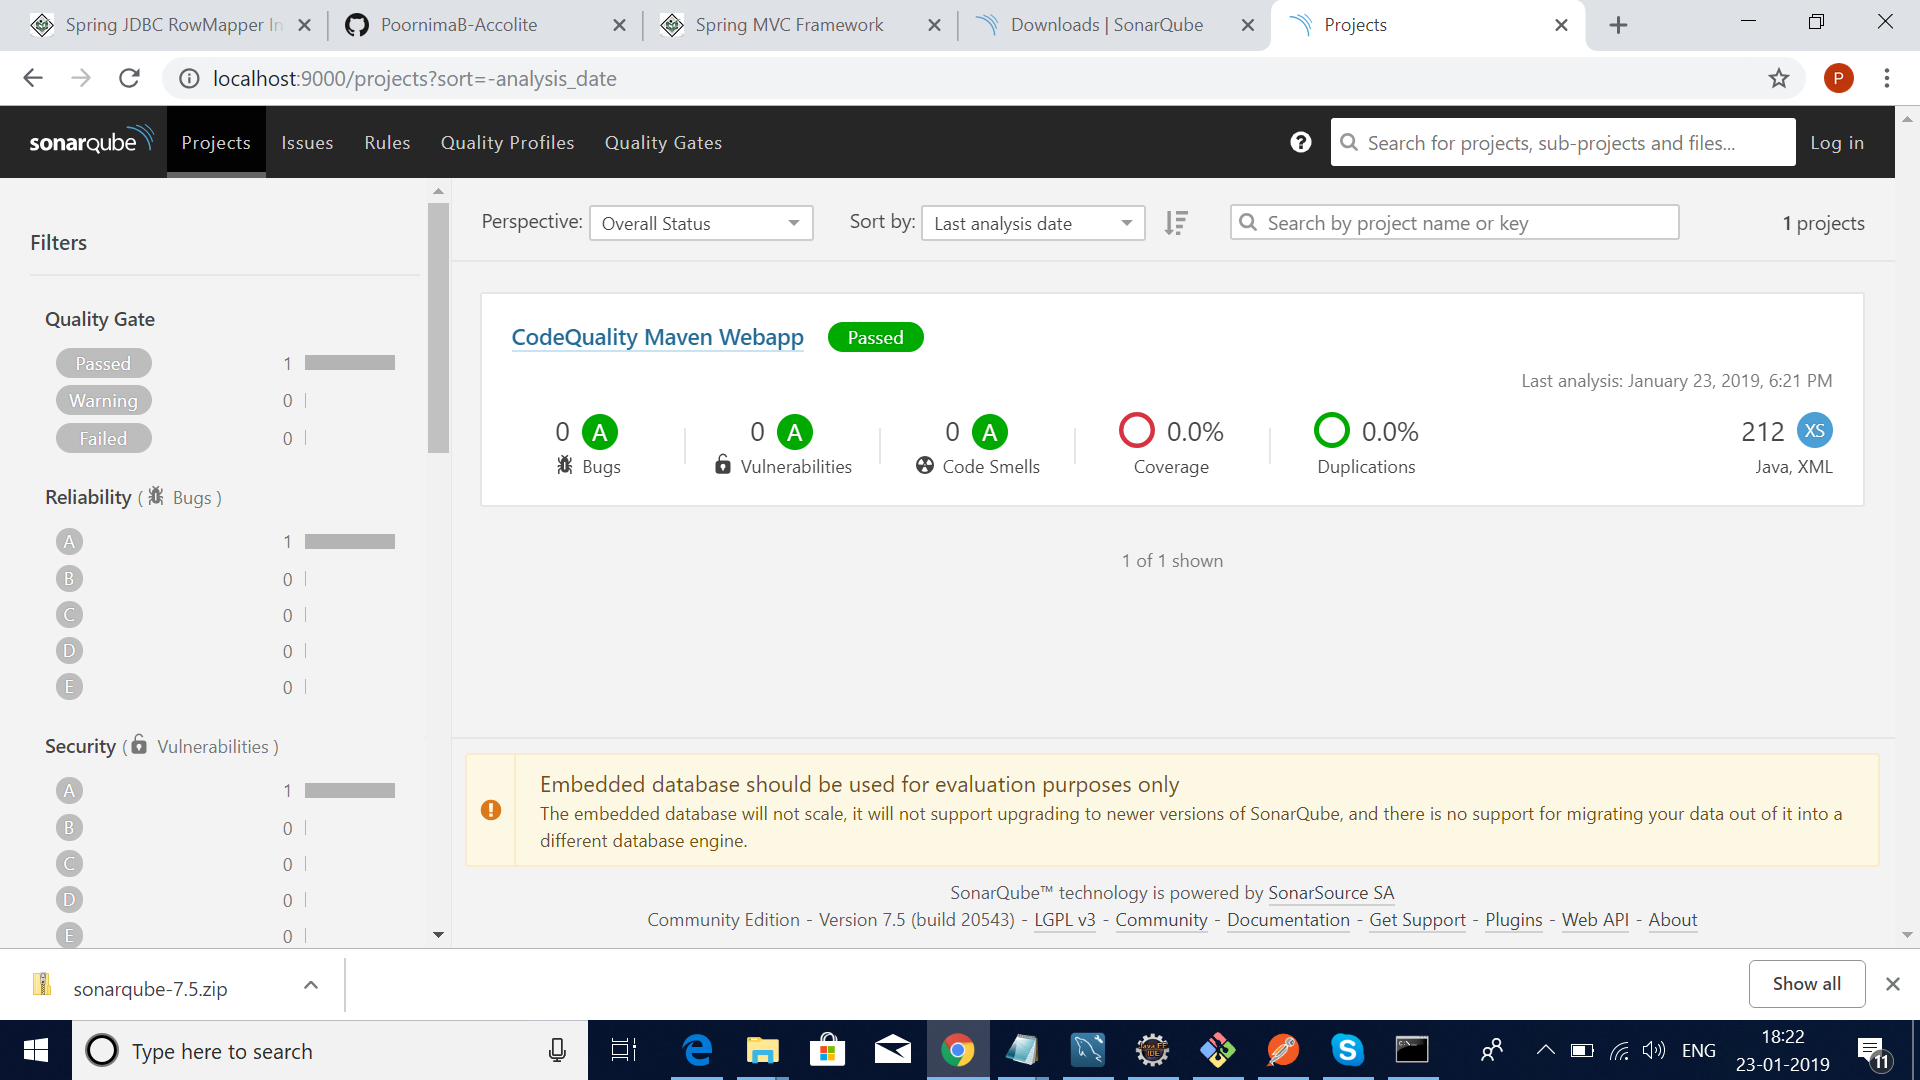 Spring JDBC RowMapper In
PoornimaB-Accolite
Spring MVC Framework
Downloads | SonarQube
Projects
localhost:9000/projects?sort=-analysis_date
P
sonarqube
Projects
Issues
Rules
Quality Profiles
Quality Gates
?
Search for projects, sub-projects and files...
Log in
Filters
Quality Gate
Passed 1
Warning 0
Failed 0
Reliability ( Bugs )
A 1
B 0
C 0
D 0
E 0
Security ( Vulnerabilities )
A 1
B 0
C 0
D 0
E 0
Perspective: Overall Status
Sort by: Last analysis date
Search by project name or key
1 projects
CodeQuality Maven Webapp Passed
Last analysis: January 23, 2019, 6:21 PM
0 A
Bugs
0 A
Vulnerabilities
0 A
Code Smells
0.0%
Coverage
0.0%
Duplications
212 XS
Java, XML
1 of 1 shown
Embedded database should be used for evaluation purposes only
The embedded database will not scale, it will not support upgrading to newer versions of SonarQube, and there is no support for migrating your data out of it into a
different database engine.
SonarQube™ technology is powered by SonarSource SA
Community Edition - Version 7.5 (build 20543) - LGPL v3 - Community - Documentation - Get Support - Plugins - Web API - About
sonarqube-7.5.zip
Show all
Type here to search
Java EE
IDE
ENG
18:22
23-01-2019
11